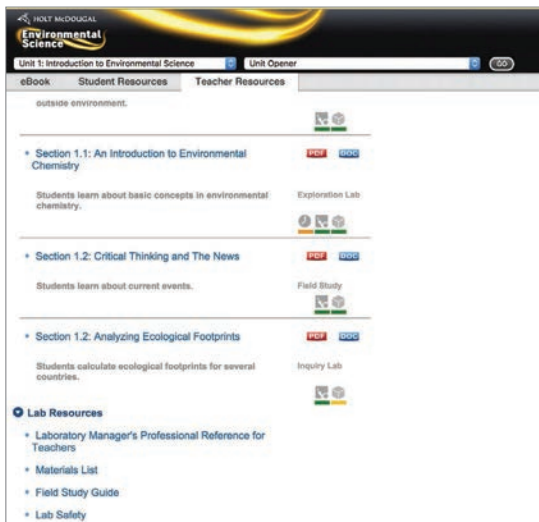 HOLT McDOUGAL
Environmental
Science
Unit 1: Introduction to Environmental Science
Unit Opener
GO
eBook
Student Resources
Teacher Resources
outside environment.
Section 1.1: An Introduction to Environmental
Chemistry
PDF
DOC
Students learn about basic concepts in environmental
chemistry.
Exploration Lab
Section 1.2: Critical Thinking and The News
PDF
DOC
Students learn about current events.
Field Study
Section 1.2: Analyzing Ecological Footprints
PDF
DOC
Students calculate ecological footprints for several
countries.
Inquiry Lab
Lab Resources
Laboratory Manager's Professional Reference for
Teachers
Materials List
Field Study Guide
Lab Safety